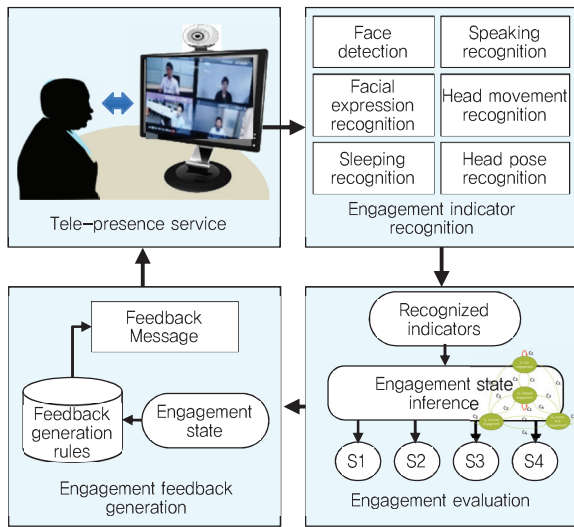 Face
detection
Speaking
recognition
Facial
expression
recognition
Head movement
recognition
Sleeping
recognition
Head pose
recognition
Tele-presence service
Engagement indicator
recognition
Feedback
Message
Feedback
generation
rules
Engagement
state
Engagement feedback
generation
Recognized
indicators
Engagement state
inference
S1
S2
S3
S4
Engagement evaluation